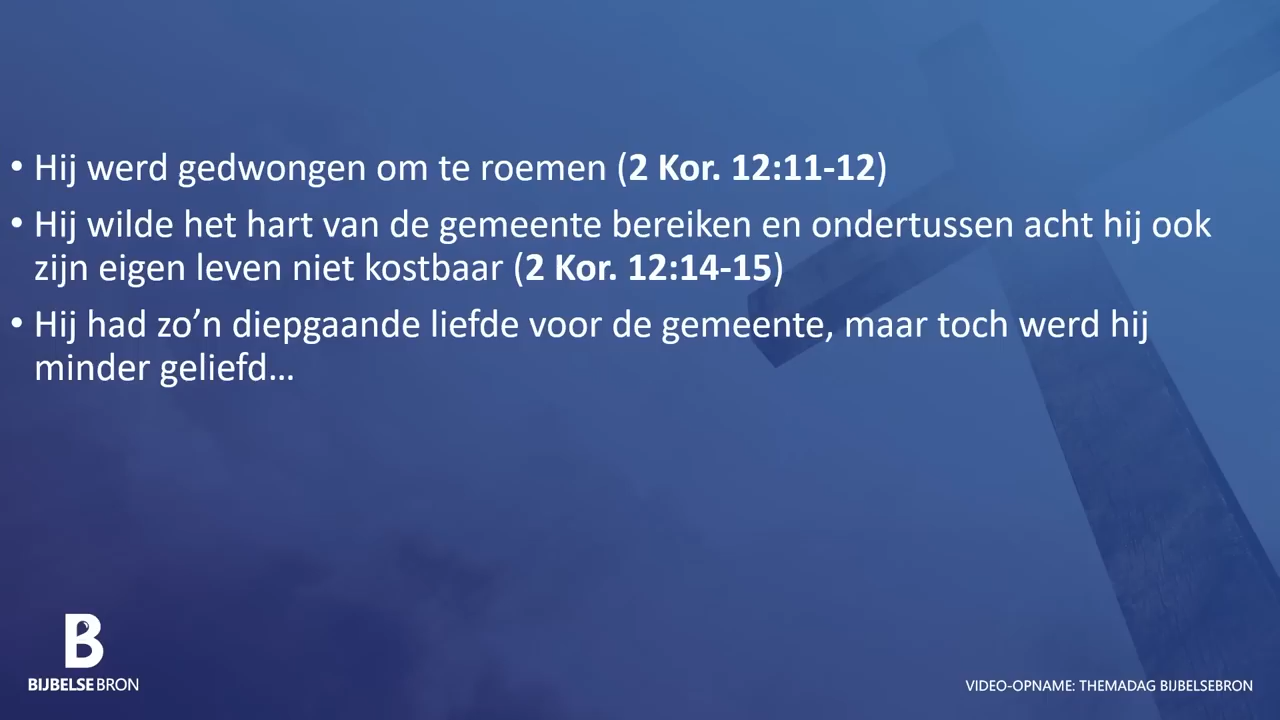 • Hij werd gedwongen om te roemen (2 Kor. 12:11-12)
• Hij wilde het hart van de gemeente bereiken en ondertussen acht hij ook
zijn eigen leven niet kostbaar (2 Kor. 12:14-15)
• Hij had zo’n diepgaande liefde voor de gemeente, maar toch werd hij
minder geliefd…
B
BIJBELSEBRON
VIDEO-OPNAME: THEMADAG BIJBELSEBRON